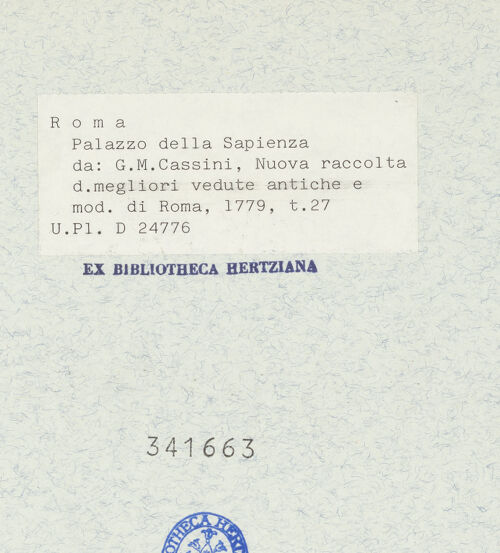 R o m a
Palazzo della Sapienza
da: G.M.Cassini, Nuova raccolta
d.megliori vedute antiche e
mod. di Roma, 1779, t.27
U.Pl. D 24776
EX BIBLIOTHECA HERTZIANA
341663